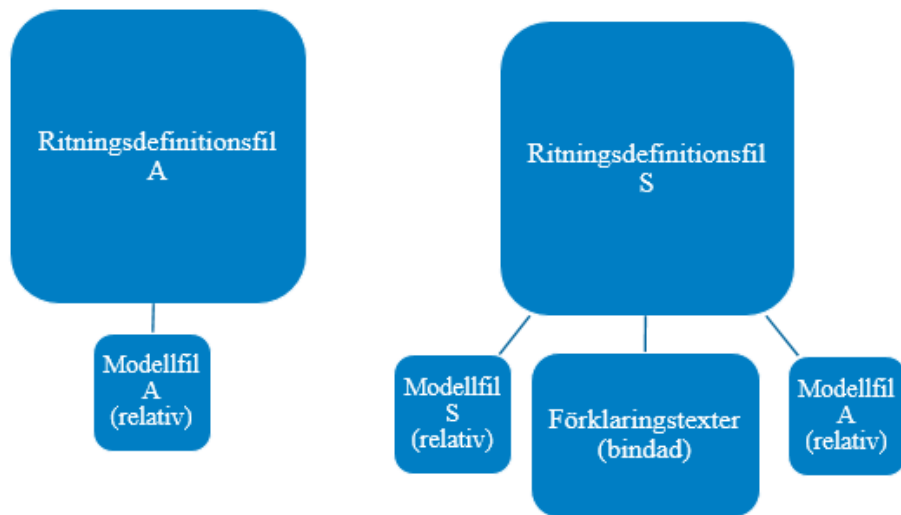 Ritningsdefinitionsfil
A
Modellfil
A
(relativ)
Ritningsdefinitionsfil
S
Modellfil
S
(relativ)
Förklaringstexter
(bindad)
Modellfil
A
(relativ)